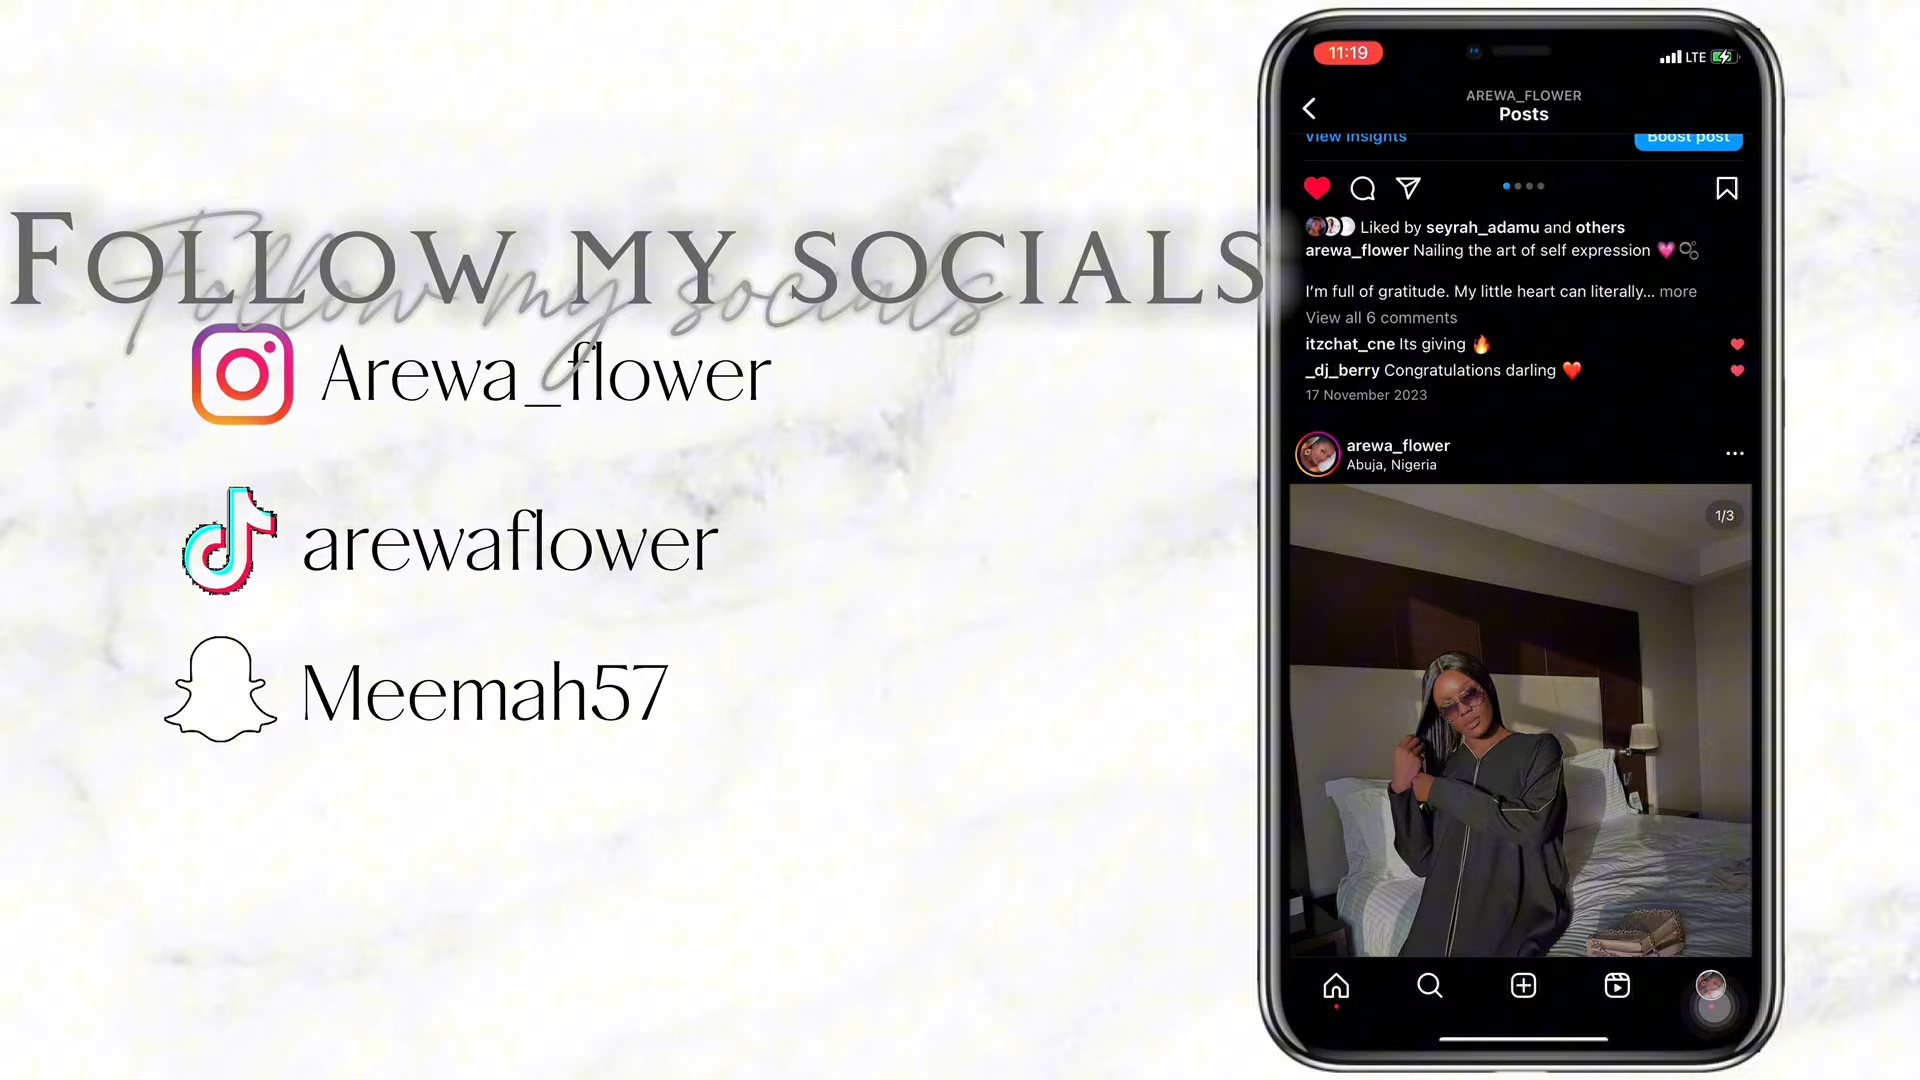 Follow my socials
Follow my socials
Arewa_flower
arewaflower
Meemah57
11:19
LTE
AREWA_FLOWER
Posts
View insights
Boost post
Liked by seyrah_adamu and others
arewa_flower Nailing the art of self expression 💗🫧
I'm full of gratitude. My little heart can literally... more
View all 6 comments
itzchat_cne Its giving 🔥
_dj_berry Congratulations darling ❤️
17 November 2023
arewa_flower
Abuja, Nigeria
1/3